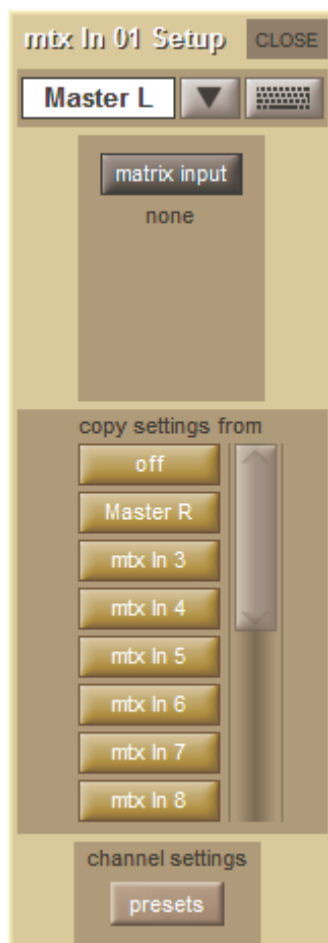 mtx In 01 Setup CLOSE
Master L
matrix input
none
copy settings from
off
Master R
mtx In 3
mtx In 4
mtx In 5
mtx In 6
mtx In 7
mtx In 8
channel settings
presets